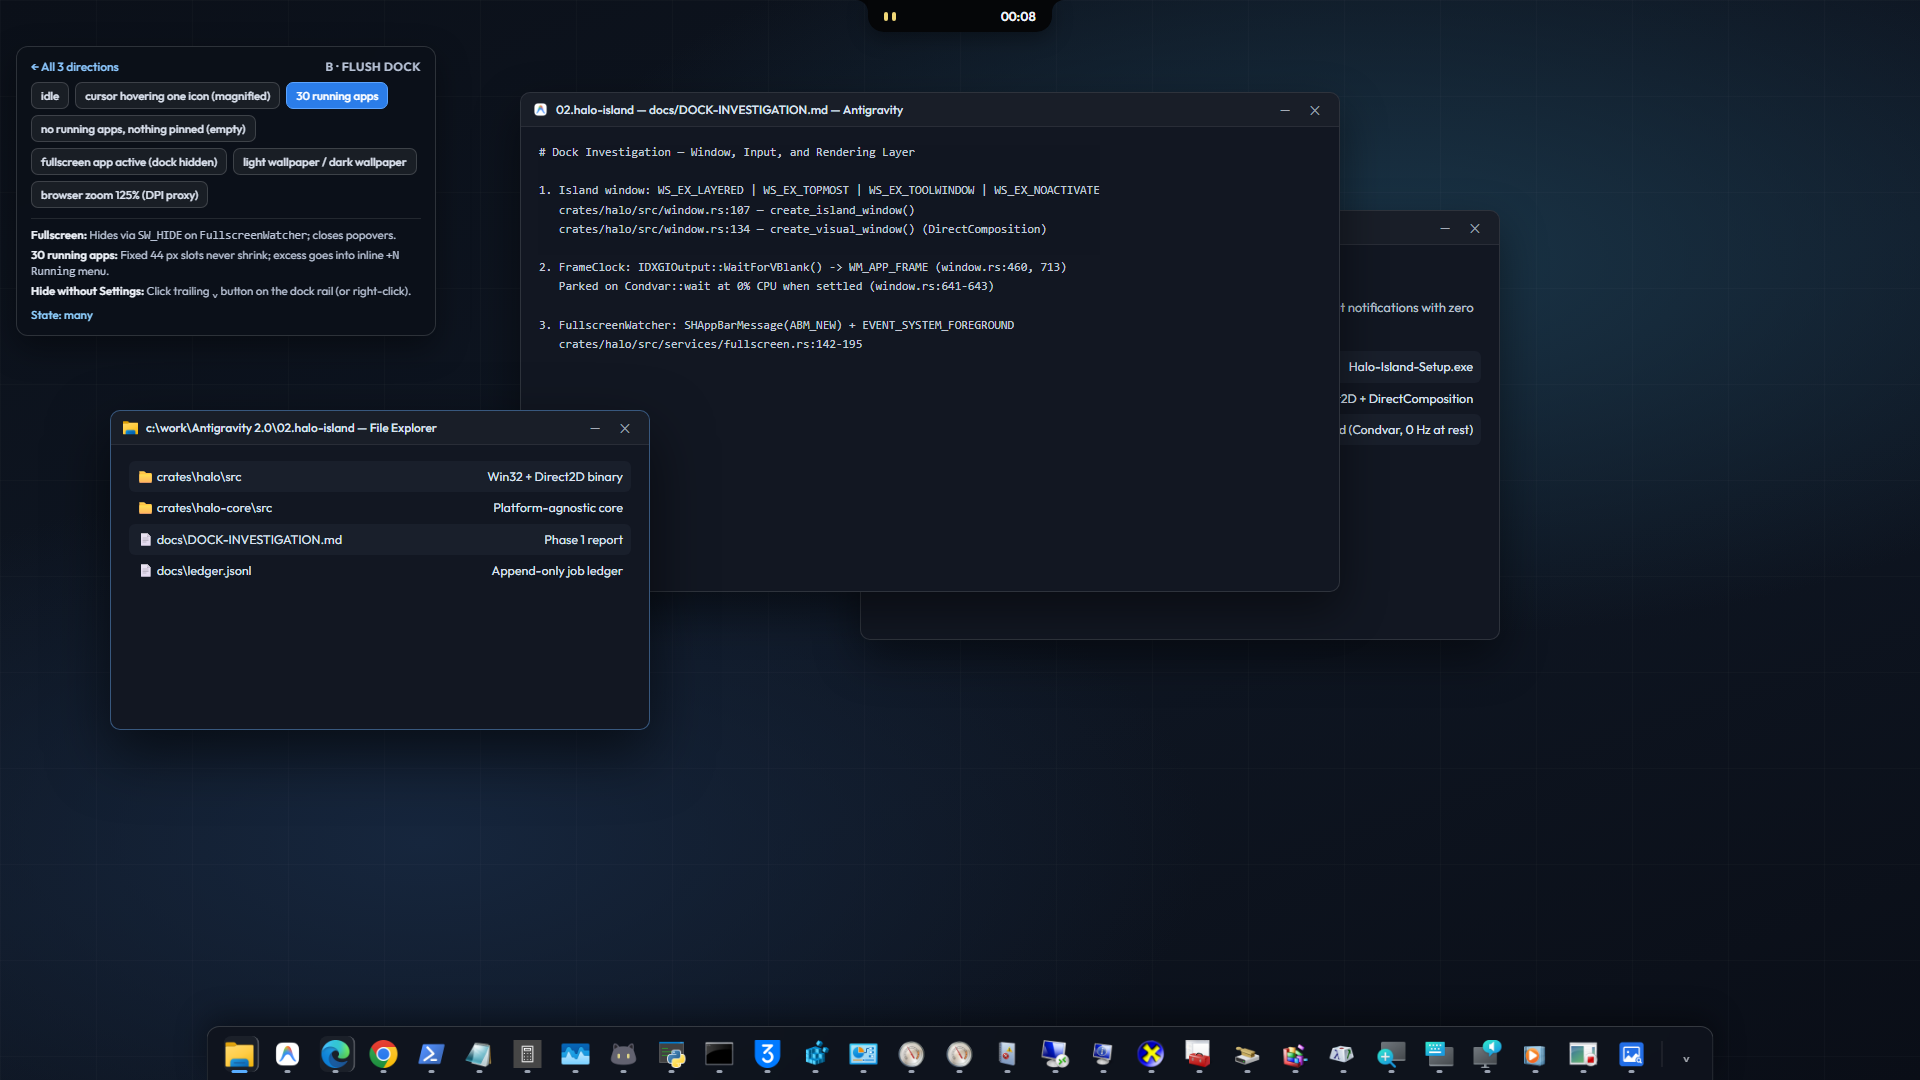 00:08
← All 3 directions
B · FLUSH DOCK
idle
cursor hovering one icon (magnified)
30 running apps
no running apps, nothing pinned (empty)
fullscreen app active (dock hidden)
light wallpaper / dark wallpaper
browser zoom 125% (DPI proxy)
Fullscreen: Hides via SW_HIDE on FullscreenWatcher; closes popovers.
30 running apps: Fixed 44 px slots never shrink; excess goes into inline +N
Running menu.
Hide without Settings: Click trailing ⌄ button on the dock rail (or right-click).
State: many
02.halo-island — docs/DOCK-INVESTIGATION.md — Antigravity
# Dock Investigation — Window, Input, and Rendering Layer
1. Island window: WS_EX_LAYERED | WS_EX_TOPMOST | WS_EX_TOOLWINDOW | WS_EX_NOACTIVATE
crates/halo/src/window.rs:107 — create_island_window()
crates/halo/src/window.rs:134 — create_visual_window() (DirectComposition)
2. FrameClock: IDXGIOutput::WaitForVBlank() -> WM_APP_FRAME (window.rs:460, 713)
Parked on Condvar::wait at 0% CPU when settled (window.rs:641-643)
3. FullscreenWatcher: SHAppBarMessage(ABM_NEW) + EVENT_SYSTEM_FOREGROUND
crates/halo/src/services/fullscreen.rs:142-195
t notifications with zero
Halo-Island-Setup.exe
2D + DirectComposition
d (Condvar, 0 Hz at rest)
c:\work\Antigravity 2.0\02.halo-island — File Explorer
crates\halo\src
Win32 + Direct2D binary
crates\halo-core\src
Platform-agnostic core
docs\DOCK-INVESTIGATION.md
Phase 1 report
docs\ledger.jsonl
Append-only job ledger
3